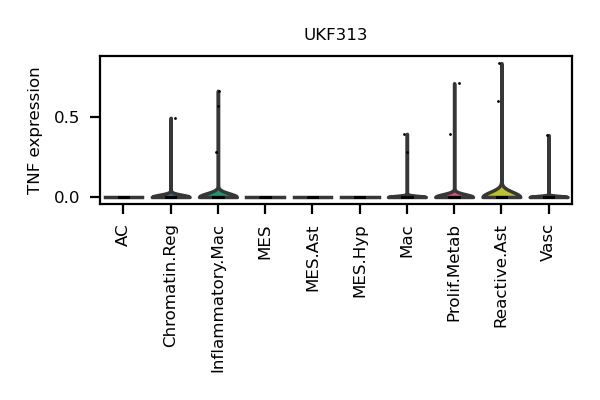 UKF313
TNF expression
0.5
0.0
AC
Chromatin.Reg
Inflammatory.Mac
MES
MES.Ast
MES.Hyp
Mac
Prolif.Metab
Reactive.Ast
Vasc